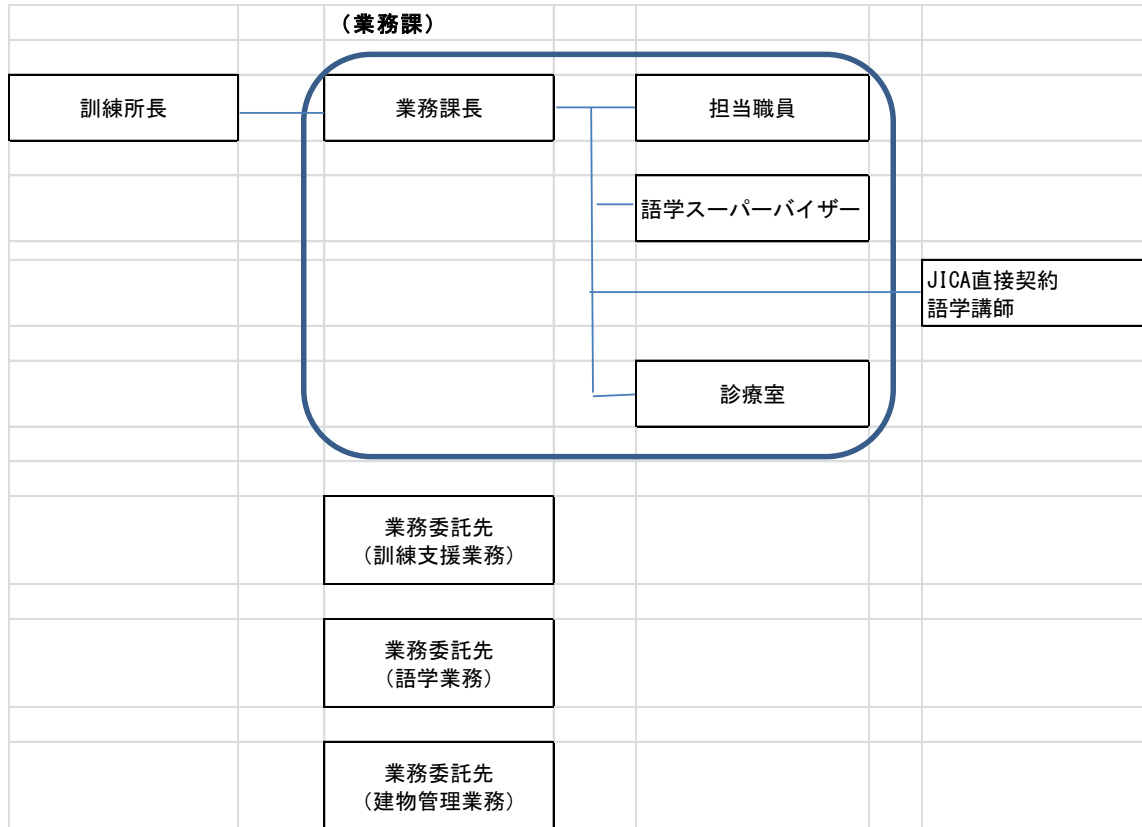 （業務課）
訓練所長
業務課長
担当職員
語学スーパーバイザー
JICA直接契約
語学講師
診療室
業務委託先
（訓練支援業務）
業務委託先
（語学業務）
業務委託先
（建物管理業務）